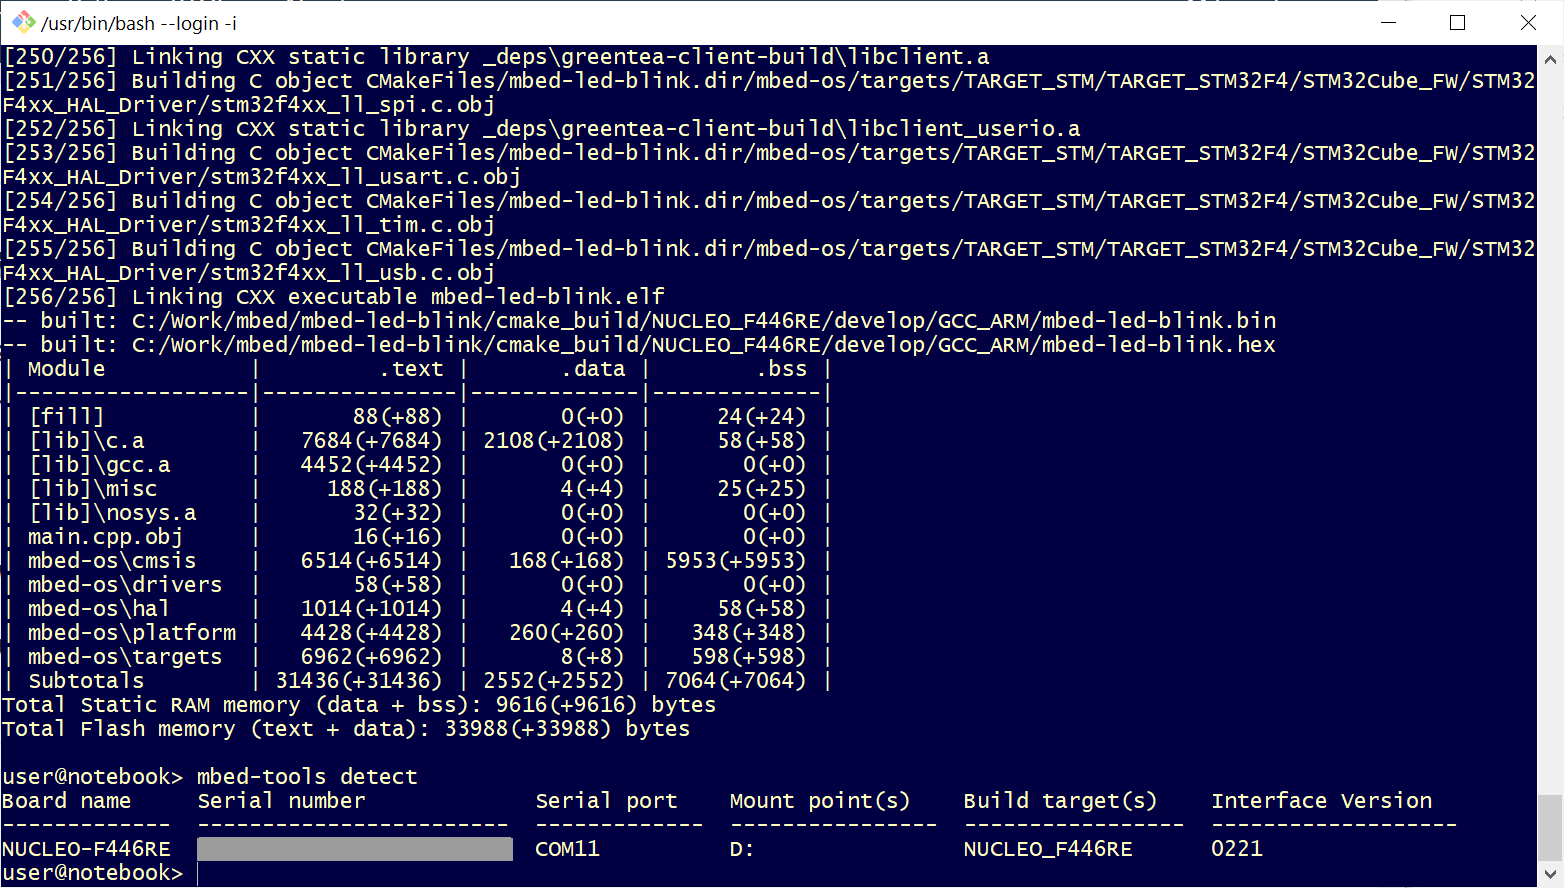 /usr/bin/bash --login -i
[250/256] Linking CXX static library _deps\greentea-client-build\libclient.a
[251/256] Building C object CMakeFiles/mbed-led-blink.dir/mbed-os/targets/TARGET_STM/TARGET_STM32F4/STM32Cube_FW/STM32
F4xx_HAL_Driver/stm32f4xx_ll_spi.c.obj
[252/256] Linking CXX static library _deps\greentea-client-build\libclient_userio.a
[253/256] Building C object CMakeFiles/mbed-led-blink.dir/mbed-os/targets/TARGET_STM/TARGET_STM32F4/STM32Cube_FW/STM32
F4xx_HAL_Driver/stm32f4xx_ll_usart.c.obj
[254/256] Building C object CMakeFiles/mbed-led-blink.dir/mbed-os/targets/TARGET_STM/TARGET_STM32F4/STM32Cube_FW/STM32
F4xx_HAL_Driver/stm32f4xx_ll_tim.c.obj
[255/256] Building C object CMakeFiles/mbed-led-blink.dir/mbed-os/targets/TARGET_STM/TARGET_STM32F4/STM32Cube_FW/STM32
F4xx_HAL_Driver/stm32f4xx_ll_usb.c.obj
[256/256] Linking CXX executable mbed-led-blink.elf
-- built: C:/Work/mbed/mbed-led-blink/cmake_build/NUCLEO_F446RE/develop/GCC_ARM/mbed-led-blink.bin
-- built: C:/Work/mbed/mbed-led-blink/cmake_build/NUCLEO_F446RE/develop/GCC_ARM/mbed-led-blink.hex
| Module           |         .text |       .data |        .bss |
|------------------|---------------|-------------|-------------|
| [fill]           |       88(+88) |       0(+0) |     24(+24) |
| [lib]\c.a        |   7684(+7684) | 2108(+2108) |     58(+58) |
| [lib]\gcc.a      |   4452(+4452) |       0(+0) |       0(+0) |
| [lib]\misc       |     188(+188) |       4(+4) |     25(+25) |
| [lib]\nosys.a    |       32(+32) |       0(+0) |       0(+0) |
| main.cpp.obj     |       16(+16) |       0(+0) |       0(+0) |
| mbed-os\cmsis    |   6514(+6514) |   168(+168) | 5953(+5953) |
| mbed-os\drivers  |       58(+58) |       0(+0) |       0(+0) |
| mbed-os\hal      |   1014(+1014) |       4(+4) |     58(+58) |
| mbed-os\platform |   4428(+4428) |   260(+260) |   348(+348) |
| mbed-os\targets  |   6962(+6962) |       8(+8) |   598(+598) |
| Subtotals        | 31436(+31436) | 2552(+2552) | 7064(+7064) |
Total Static RAM memory (data + bss): 9616(+9616) bytes
Total Flash memory (text + data): 33988(+33988) bytes
user@notebook> mbed-tools detect
Board name     Serial number             Serial port    Mount point(s)    Build target(s)    Interface Version
-------------  ------------------------  -------------  ----------------  -----------------  -------------------
NUCLEO-F446RE                            COM11          D:                NUCLEO_F446RE      0221
user@notebook>